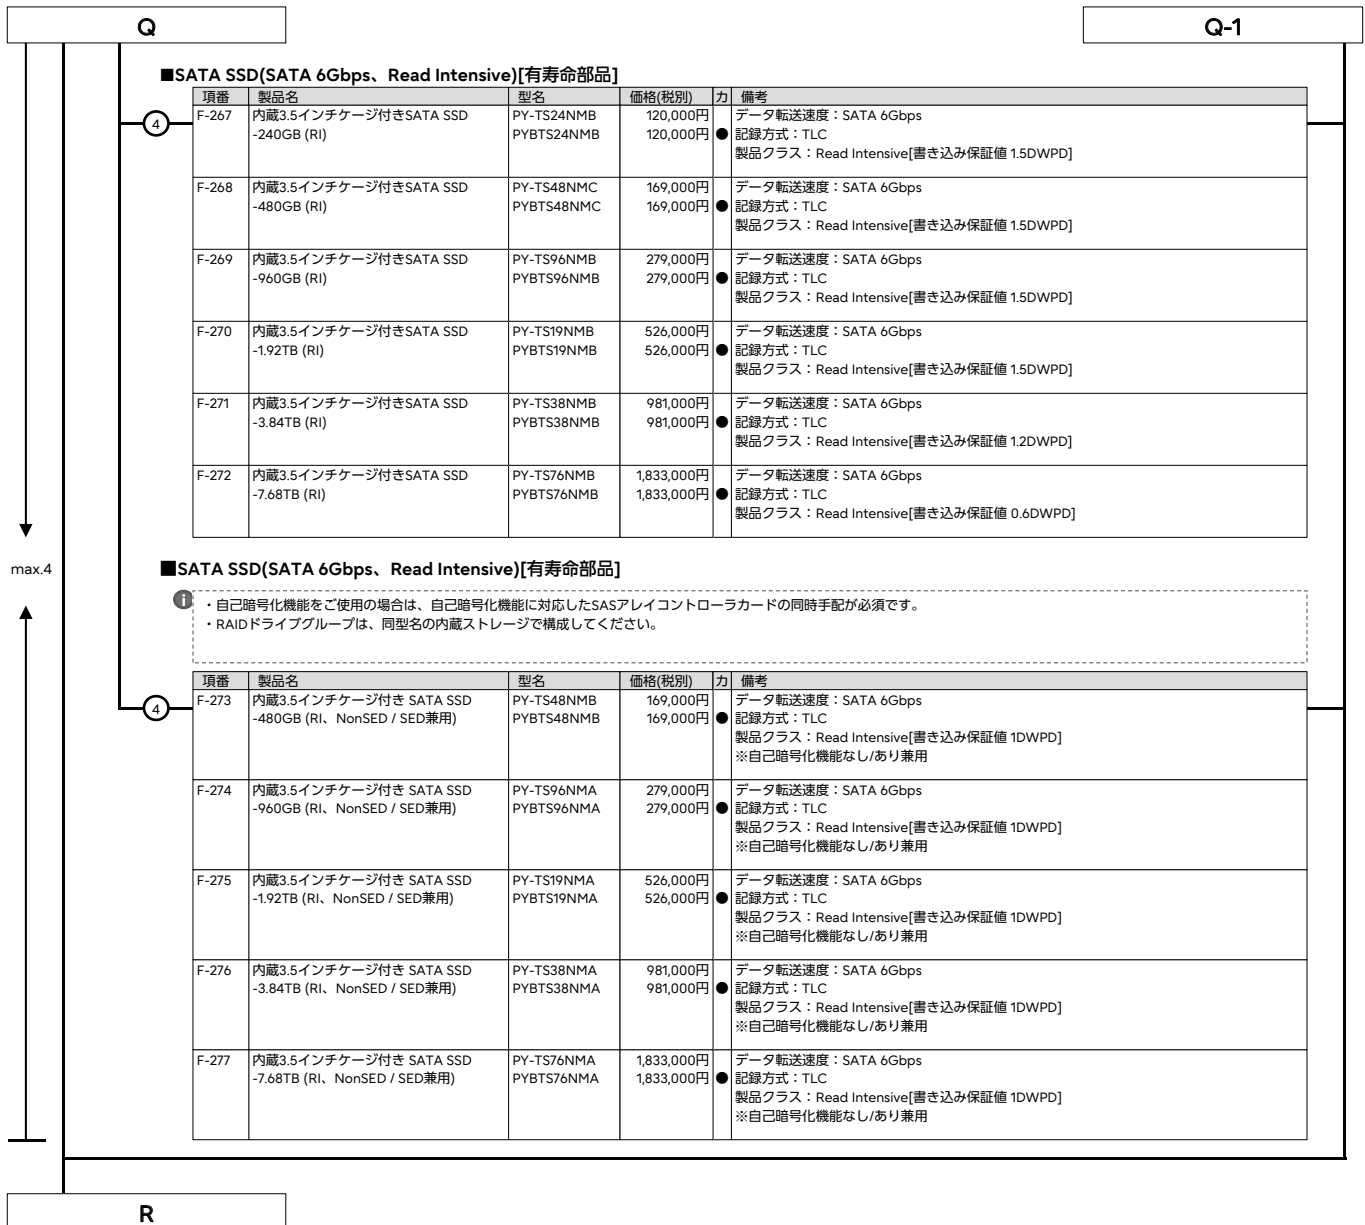 Q
Q-1
■SATA SSD(SATA 6Gbps、Read Intensive)[有寿命部品]
項番 製品名 型名 価格(税別) カ 備考
F-267 内蔵3.5インチケージ付きSATA SSD PY-TS24NMB 120,000円 データ転送速度：SATA 6Gbps
4
-240GB (RI) PYBTS24NMB 120,000円 ● 記録方式：TLC
製品クラス：Read Intensive[書き込み保証値 1.5DWPD]
F-268 内蔵3.5インチケージ付きSATA SSD PY-TS48NMC 169,000円 データ転送速度：SATA 6Gbps
-480GB (RI) PYBTS48NMC 169,000円 ● 記録方式：TLC
製品クラス：Read Intensive[書き込み保証値 1.5DWPD]
F-269 内蔵3.5インチケージ付きSATA SSD PY-TS96NMB 279,000円 データ転送速度：SATA 6Gbps
-960GB (RI) PYBTS96NMB 279,000円 ● 記録方式：TLC
製品クラス：Read Intensive[書き込み保証値 1.5DWPD]
F-270 内蔵3.5インチケージ付きSATA SSD PY-TS19NMB 526,000円 データ転送速度：SATA 6Gbps
-1.92TB (RI) PYBTS19NMB 526,000円 ● 記録方式：TLC
製品クラス：Read Intensive[書き込み保証値 1.5DWPD]
F-271 内蔵3.5インチケージ付きSATA SSD PY-TS38NMB 981,000円 データ転送速度：SATA 6Gbps
-3.84TB (RI) PYBTS38NMB 981,000円 ● 記録方式：TLC
製品クラス：Read Intensive[書き込み保証値 1.2DWPD]
F-272 内蔵3.5インチケージ付きSATA SSD PY-TS76NMB 1,833,000円 データ転送速度：SATA 6Gbps
-7.68TB (RI) PYBTS76NMB 1,833,000円 ● 記録方式：TLC
製品クラス：Read Intensive[書き込み保証値 0.6DWPD]
max.4
■SATA SSD(SATA 6Gbps、Read Intensive)[有寿命部品]
i
・自己暗号化機能をご使用の場合は、自己暗号化機能に対応したSASアレイコントローラカードの同時手配が必須です。
・RAIDドライブグループは、同型名の内蔵ストレージで構成してください。
項番 製品名 型名 価格(税別) カ 備考
F-273 内蔵3.5インチケージ付き SATA SSD PY-TS48NMB 169,000円 データ転送速度：SATA 6Gbps
4
-480GB (RI、NonSED / SED兼用) PYBTS48NMB 169,000円 ● 記録方式：TLC
製品クラス：Read Intensive[書き込み保証値 1DWPD]
※自己暗号化機能なし/あり兼用
F-274 内蔵3.5インチケージ付き SATA SSD PY-TS96NMA 279,000円 データ転送速度：SATA 6Gbps
-960GB (RI、NonSED / SED兼用) PYBTS96NMA 279,000円 ● 記録方式：TLC
製品クラス：Read Intensive[書き込み保証値 1DWPD]
※自己暗号化機能なし/あり兼用
F-275 内蔵3.5インチケージ付き SATA SSD PY-TS19NMA 526,000円 データ転送速度：SATA 6Gbps
-1.92TB (RI、NonSED / SED兼用) PYBTS19NMA 526,000円 ● 記録方式：TLC
製品クラス：Read Intensive[書き込み保証値 1DWPD]
※自己暗号化機能なし/あり兼用
F-276 内蔵3.5インチケージ付き SATA SSD PY-TS38NMA 981,000円 データ転送速度：SATA 6Gbps
-3.84TB (RI、NonSED / SED兼用) PYBTS38NMA 981,000円 ● 記録方式：TLC
製品クラス：Read Intensive[書き込み保証値 1DWPD]
※自己暗号化機能なし/あり兼用
F-277 内蔵3.5インチケージ付き SATA SSD PY-TS76NMA 1,833,000円 データ転送速度：SATA 6Gbps
-7.68TB (RI、NonSED / SED兼用) PYBTS76NMA 1,833,000円 ● 記録方式：TLC
製品クラス：Read Intensive[書き込み保証値 1DWPD]
※自己暗号化機能なし/あり兼用
R